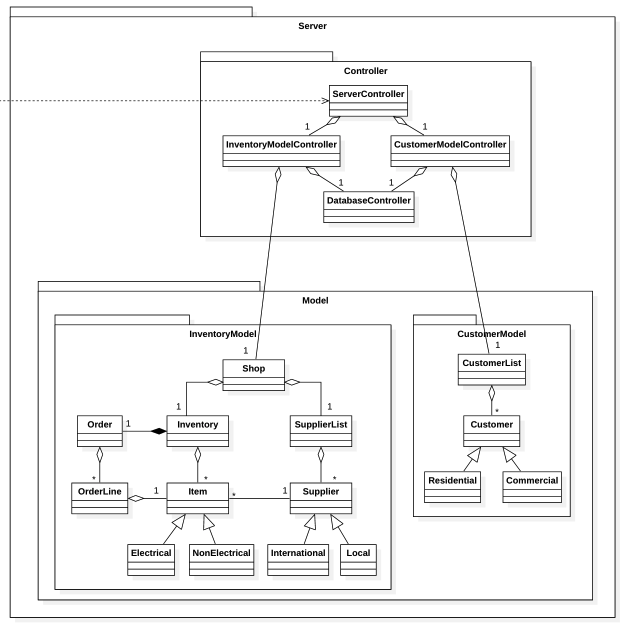 Server
Controller
ServerController
1
1
InventoryModelController
CustomerModelController
1
1
DatabaseController
Model
InventoryModel
CustomerModel
1
1
Shop
CustomerList
1
1
*
Order
1
Inventory
SupplierList
Customer
*
*
*
OrderLine
1
Item
*
1
Supplier
Residential
Commercial
Electrical
NonElectrical
International
Local